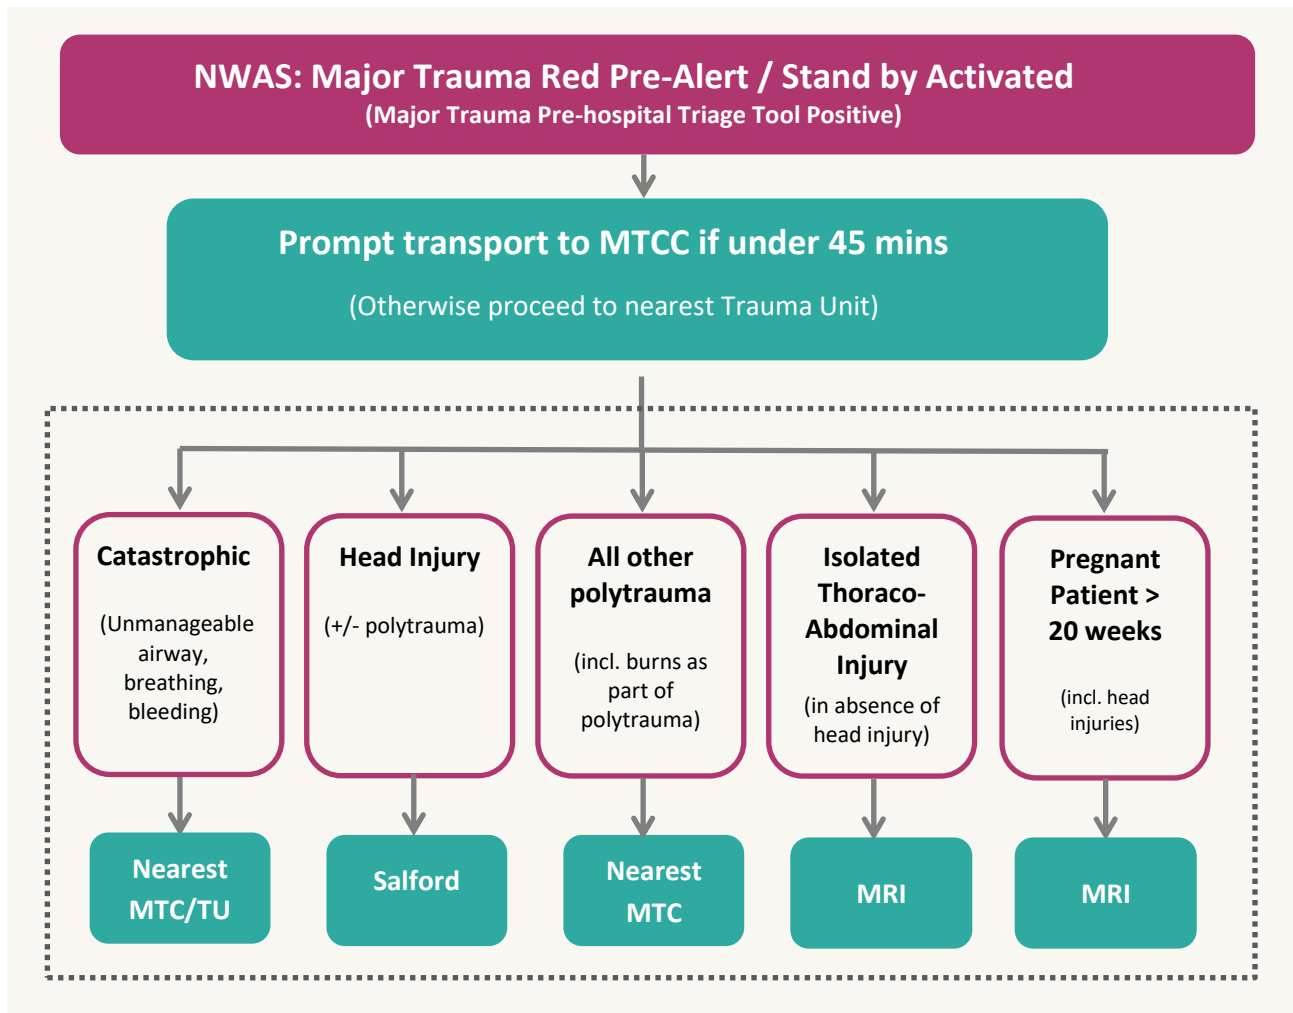 NWAS: Major Trauma Red Pre-Alert / Stand by Activated
(Major Trauma Pre-hospital Triage Tool Positive)
Prompt transport to MTCC if under 45 mins
(Otherwise proceed to nearest Trauma Unit)
Catastrophic
(Unmanageable
airway,
breathing,
bleeding)
Head Injury
(+/- polytrauma)
All other
polytrauma
(incl. burns as
part of
polytrauma)
Isolated
Thoraco-
Abdominal
Injury
(in absence of
head injury)
Pregnant
Patient >
20 weeks
(incl. head
injuries)
Nearest
MTC/TU
Salford
Nearest
MTC
MRI
MRI